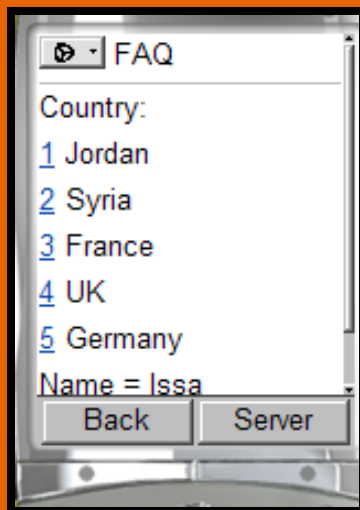 FAQ
Country:
1 Jordan
2 Syria
3 France
4 UK
5 Germany
Name = Issa
Back Server